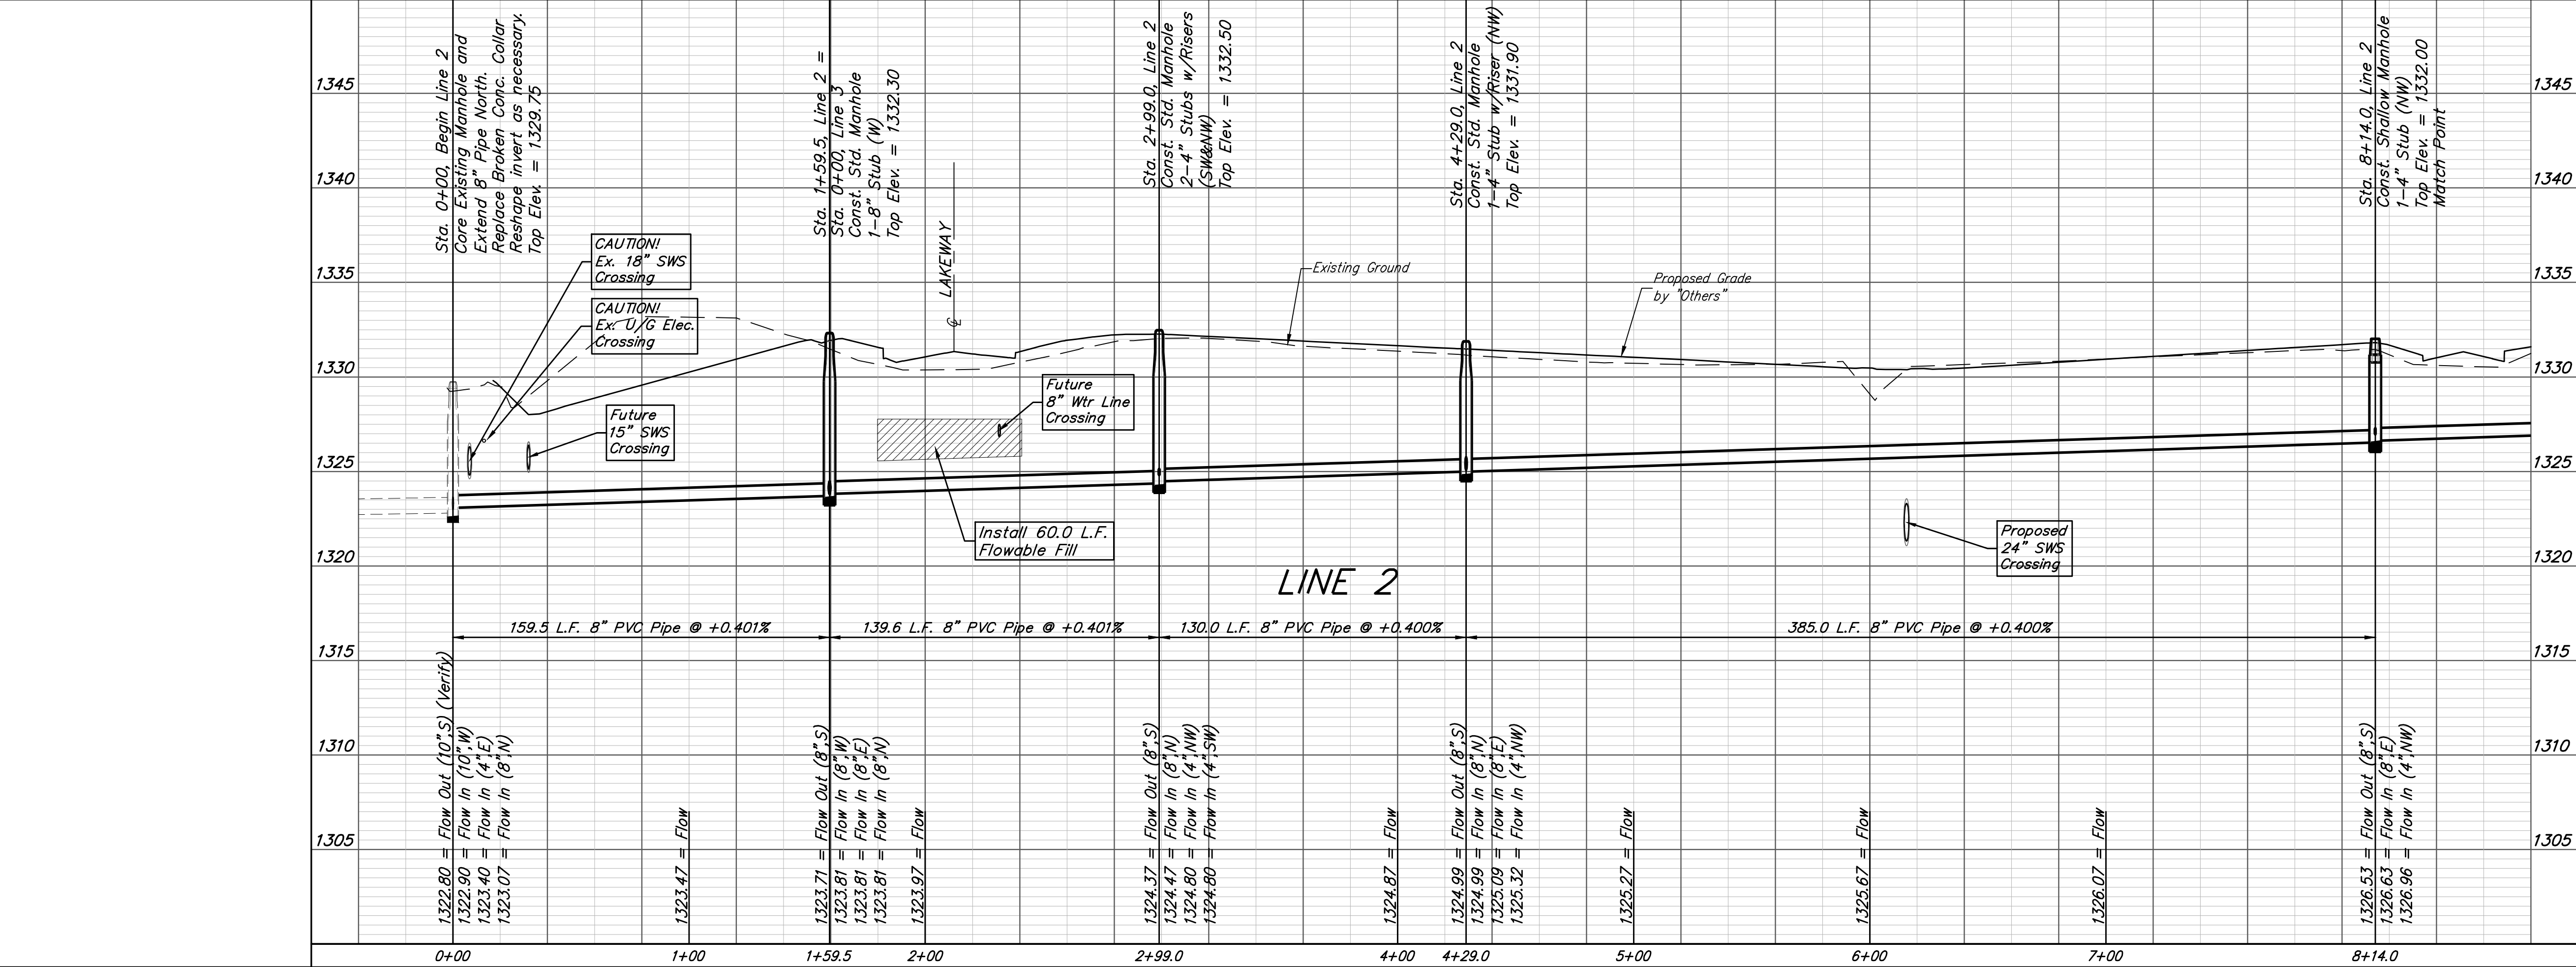 Sta. 0+00, Begin Line 2
Core Existing Manhole and
Extend 8" Pipe North.
Replace Broken Conc. Collar
Reshape invert as necessary.
Top Elev. = 1329.75
Sta. 1+59.5, Line 2 =
Sta. 0+00, Line 3
Const. Std. Manhole
1-8" Stub (W)
Top Elev. = 1332.30
Sta. 2+99.0, Line 2
Const. Std. Manhole
2-4" Stubs w/Risers
(SW&NW)
Top Elev. = 1332.50
Sta. 4+29.0, Line 2
Const. Std. Manhole
1-4" Stub w/Riser (NW)
Top Elev. = 1331.90
Sta. 8+14.0, Line 2
Const. Shallow Manhole
1-4" Stub (NW)
Top Elev. = 1332.00
Match Point
1345
1345
1340
1340
1335
1335
1330
1330
1325
1325
1320
1320
1315
1315
1310
1310
1305
1305
CAUTION!
Ex. 18" SWS
Crossing
CAUTION!
Ex. U/G Elec.
Crossing
Future
15" SWS
Crossing
LAKEWAY
℄
Future
8" Wtr Line
Crossing
Install 60.0 L.F.
Flowable Fill
Existing Ground
Proposed Grade
by "Others"
Proposed
24" SWS
Crossing
LINE 2
159.5 L.F. 8" PVC Pipe @ +0.401%
139.6 L.F. 8" PVC Pipe @ +0.401%
130.0 L.F. 8" PVC Pipe @ +0.400%
385.0 L.F. 8" PVC Pipe @ +0.400%
1322.80 = Flow Out (10",S) (Verify)
1322.90 = Flow In (10",W)
1323.40 = Flow In (4",E)
1323.07 = Flow In (8",N)
1323.47 = Flow
1323.71 = Flow Out (8",S)
1323.81 = Flow In (8",W)
1323.81 = Flow In (8",E)
1323.81 = Flow In (8",N)
1323.97 = Flow
1324.37 = Flow Out (8",S)
1324.47 = Flow In (8",N)
1324.80 = Flow In (4",NW)
1324.80 = Flow In (4",SW)
1324.87 = Flow
1324.99 = Flow Out (8",S)
1324.99 = Flow In (8",N)
1325.09 = Flow In (8",E)
1325.32 = Flow In (4",NW)
1325.27 = Flow
1325.67 = Flow
1326.07 = Flow
1326.53 = Flow Out (8",S)
1326.63 = Flow In (8",E)
1326.96 = Flow In (4",NW)
0+00
1+00
1+59.5
2+00
2+99.0
4+00
4+29.0
5+00
6+00
7+00
8+14.0